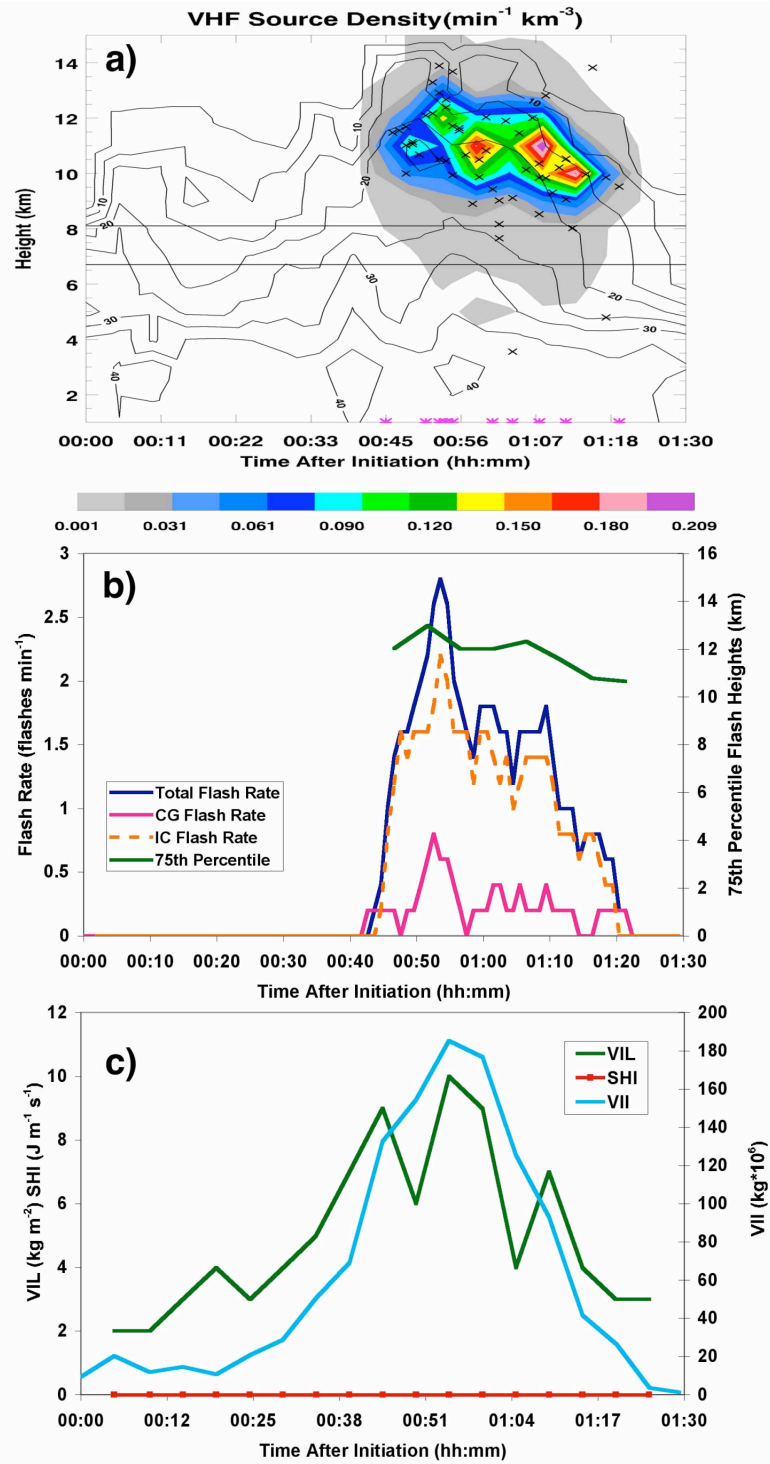 VHF Source Density(min⁻¹ km⁻³)
a)
14
12
10
8
6
4
2
Height (km)
10
20
30
40
40
10
20
30
40
10
20
30
00:00 00:11 00:22 00:33 00:45 00:56 01:07 01:18 01:30
Time After Initiation (hh:mm)
0.001 0.031 0.061 0.090 0.120 0.150 0.180 0.209
b)
3
2.5
2
1.5
1
0.5
0
Flash Rate (flashes min⁻¹)
16
14
12
10
8
6
4
2
0
75th Percentile Flash Heights (km)
Total Flash Rate
CG Flash Rate
IC Flash Rate
75th Percentile
00:00 00:10 00:20 00:30 00:40 00:50 01:00 01:10 01:20 01:30
Time After Initiation (hh:mm)
c)
12
10
8
6
4
2
0
VIL (kg m⁻²) SHI (J m⁻¹ s⁻¹)
200
180
160
140
120
100
80
60
40
20
0
VII (kg*10⁶)
VIL
SHI
VII
00:00 00:12 00:25 00:38 00:51 01:04 01:17 01:30
Time After Initiation (hh:mm)